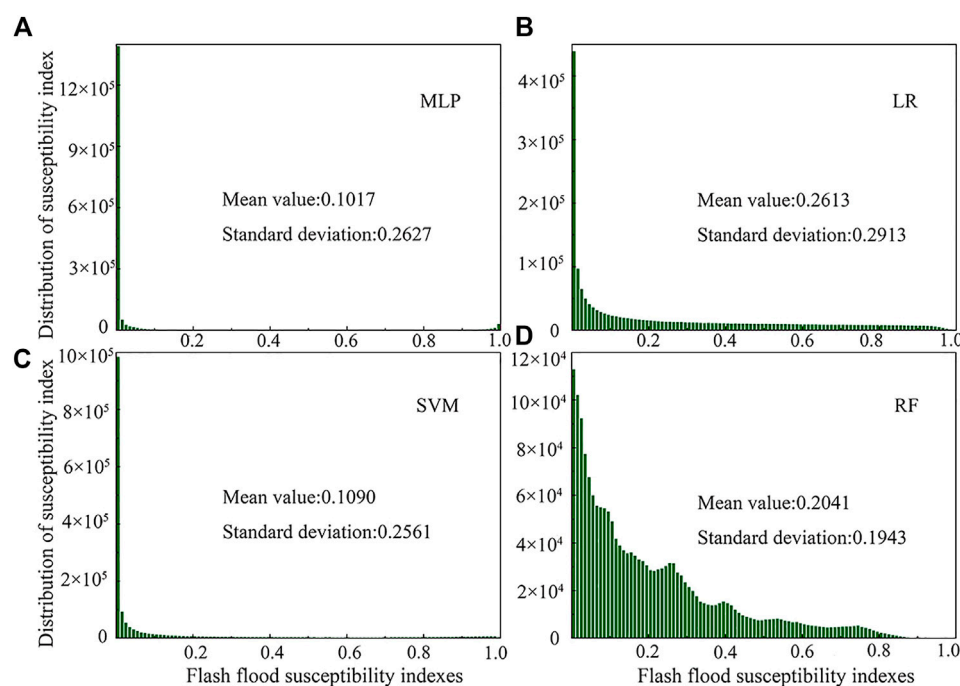 A
Distribution of susceptibility index
12×10⁵
9×10⁵
6×10⁵
3×10⁵
0
MLP
Mean value:0.1017
Standard deviation:0.2627
0.2 0.4 0.6 0.8 1.0
B
4×10⁵
4×10⁵
2×10⁵
1×10⁵
0
LR
Mean value:0.2613
Standard deviation:0.2913
0.2 0.4 0.6 0.8 1.0
C
Distribution of susceptibility index
10×10⁵
8×10⁵
6×10⁵
4×10⁵
2×10⁵
0
SVM
Mean value:0.1090
Standard deviation:0.2561
0.2 0.4 0.6 0.8 1.0
Flash flood susceptibility indexes
D
12×10⁴
10×10⁴
8×10⁴
6×10⁴
4×10⁴
2×10⁴
0
RF
Mean value:0.2041
Standard deviation:0.1943
0.2 0.4 0.6 0.8 1.0
Flash flood susceptibility indexes